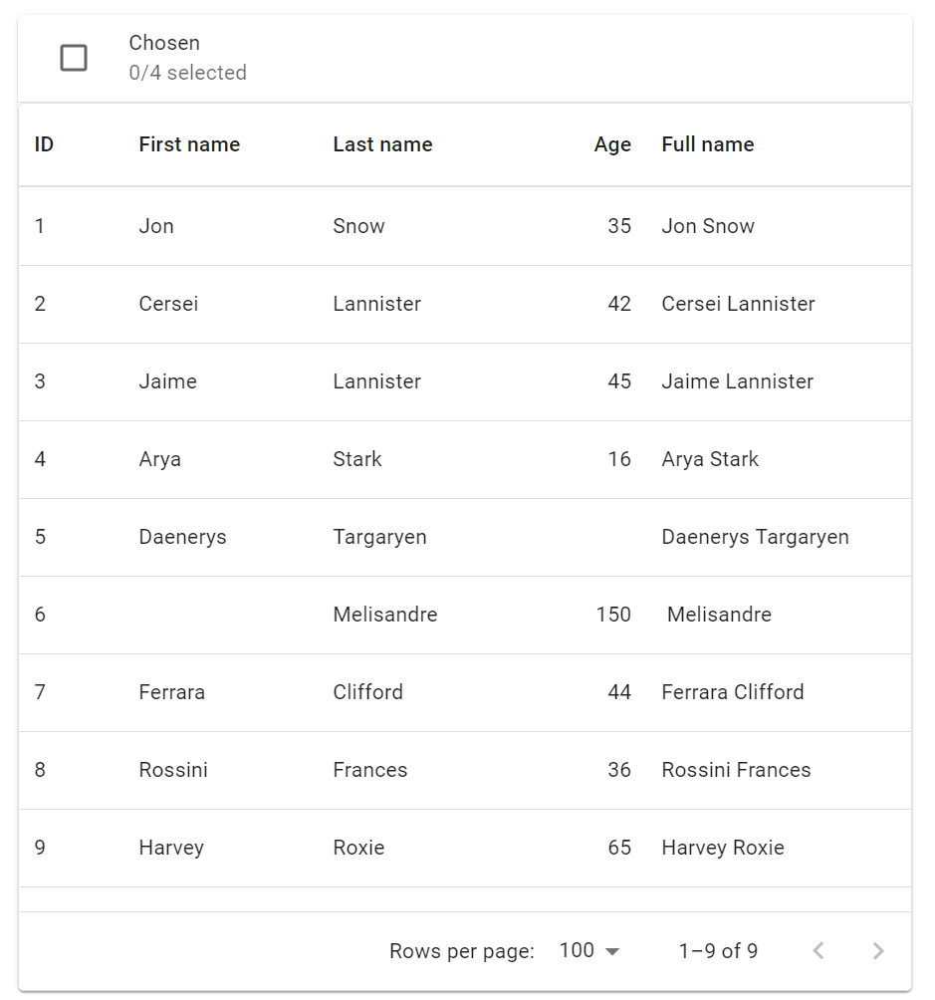 Chosen
0/4 selected
ID First name Last name Age Full name
1 Jon Snow 35 Jon Snow
2 Cersei Lannister 42 Cersei Lannister
3 Jaime Lannister 45 Jaime Lannister
4 Arya Stark 16 Arya Stark
5 Daenerys Targaryen Daenerys Targaryen
6 Melisandre 150 Melisandre
7 Ferrara Clifford 44 Ferrara Clifford
8 Rossini Frances 36 Rossini Frances
9 Harvey Roxie 65 Harvey Roxie
Rows per page: 100 1–9 of 9